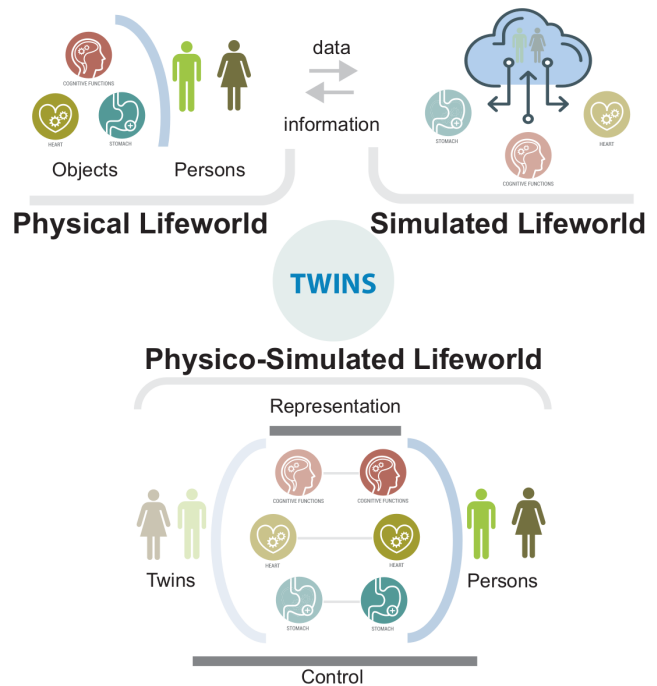 data
information
COGNITIVE FUNCTIONS
HEART
STOMACH
Objects
Persons
Physical Lifeworld
STOMACH
COGNITIVE FUNCTIONS
HEART
Simulated Lifeworld
TWINS
Physico-Simulated Lifeworld
Representation
COGNITIVE FUNCTIONS
COGNITIVE FUNCTIONS
HEART
HEART
STOMACH
STOMACH
Twins
Persons
Control